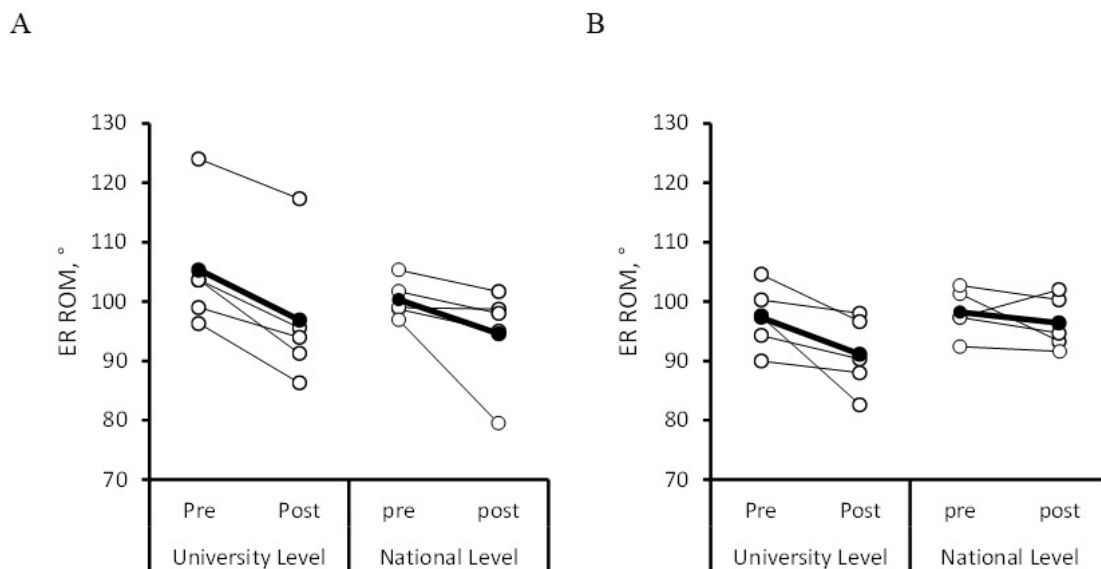 A
B
130
120
110
100
90
80
70
ER ROM, °
Pre
Post
pre
post
University Level
National Level
130
120
110
100
90
80
70
ER ROM, °
Pre
Post
pre
post
University Level
National Level